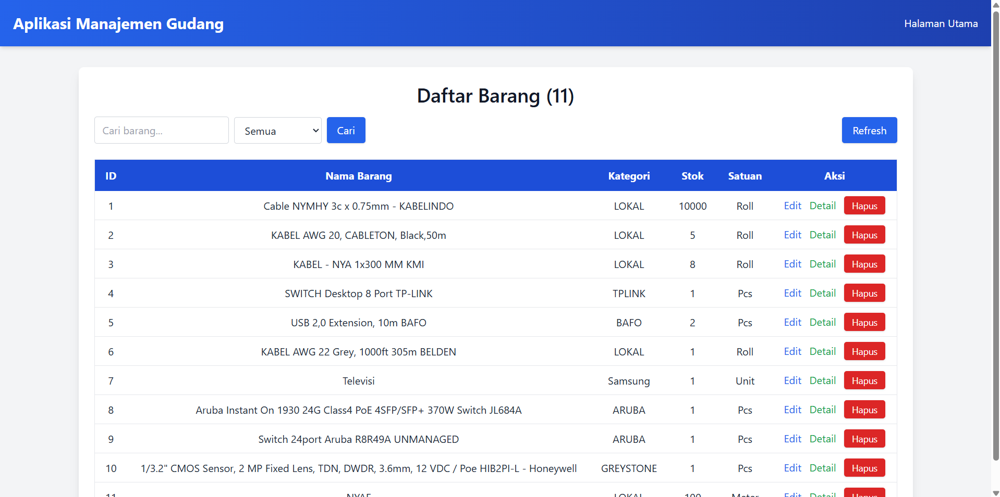 Aplikasi Manajemen Gudang Halaman Utama
Daftar Barang (11)
Cari barang... Semua Cari Refresh
ID Nama Barang Kategori Stok Satuan Aksi
1 Cable NYMHY 3c x 0.75mm - KABELINDO LOKAL 10000 Roll Edit Detail Hapus
2 KABEL AWG 20, CABLETON, Black,50m LOKAL 5 Roll Edit Detail Hapus
3 KABEL - NYA 1x300 MM KMI LOKAL 8 Roll Edit Detail Hapus
4 SWITCH Desktop 8 Port TP-LINK TPLINK 1 Pcs Edit Detail Hapus
5 USB 2,0 Extension, 10m BAFO BAFO 2 Pcs Edit Detail Hapus
6 KABEL AWG 22 Grey, 1000ft 305m BELDEN LOKAL 1 Roll Edit Detail Hapus
7 Televisi Samsung 1 Unit Edit Detail Hapus
8 Aruba Instant On 1930 24G Class4 PoE 4SFP/SFP+ 370W Switch JL684A ARUBA 1 Pcs Edit Detail Hapus
9 Switch 24port Aruba R8R49A UNMANAGED ARUBA 1 Pcs Edit Detail Hapus
10 1/3.2" CMOS Sensor, 2 MP Fixed Lens, TDN, DWDR, 3.6mm, 12 VDC / Poe HIB2PI-L - Honeywell GREYSTONE 1 Pcs Edit Detail Hapus
11 LOKAL 100 Meter Edit Detail Hapus